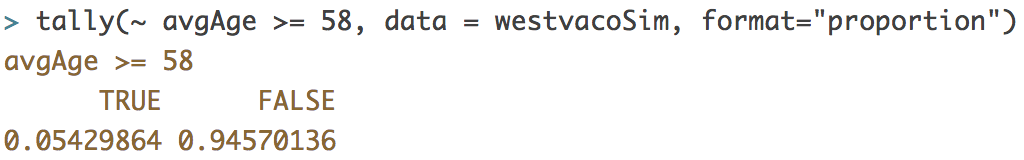 > tally(~ avgAge >= 58, data = westvacoSim, format="proportion")
avgAge >= 58
      TRUE      FALSE
0.05429864 0.94570136